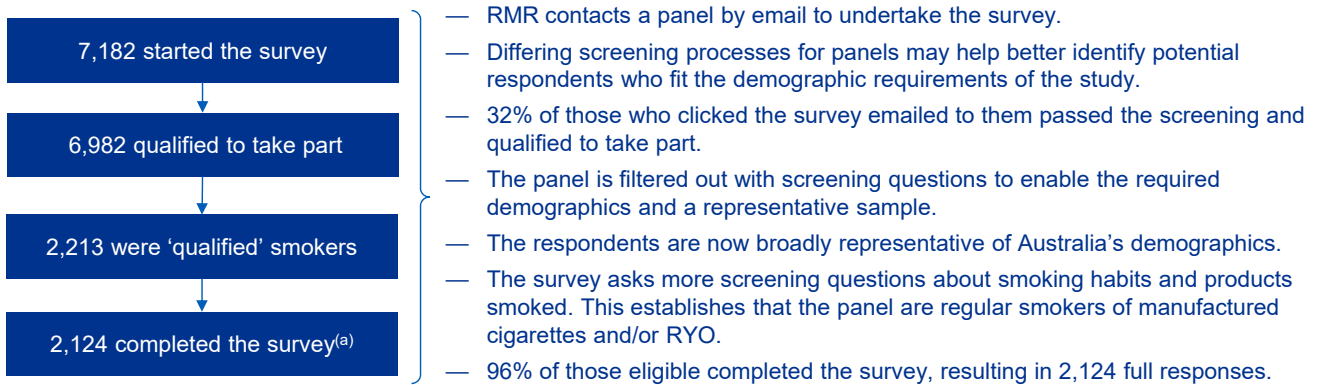 7,182 started the survey
6,982 qualified to take part
2,213 were ‘qualified’ smokers
2,124 completed the survey(a)
— RMR contacts a panel by email to undertake the survey.
— Differing screening processes for panels may help better identify potential
respondents who fit the demographic requirements of the study.
— 32% of those who clicked the survey emailed to them passed the screening and
qualified to take part.
— The panel is filtered out with screening questions to enable the required
demographics and a representative sample.
— The respondents are now broadly representative of Australia’s demographics.
— The survey asks more screening questions about smoking habits and products
smoked. This establishes that the panel are regular smokers of manufactured
cigarettes and/or RYO.
— 96% of those eligible completed the survey, resulting in 2,124 full responses.